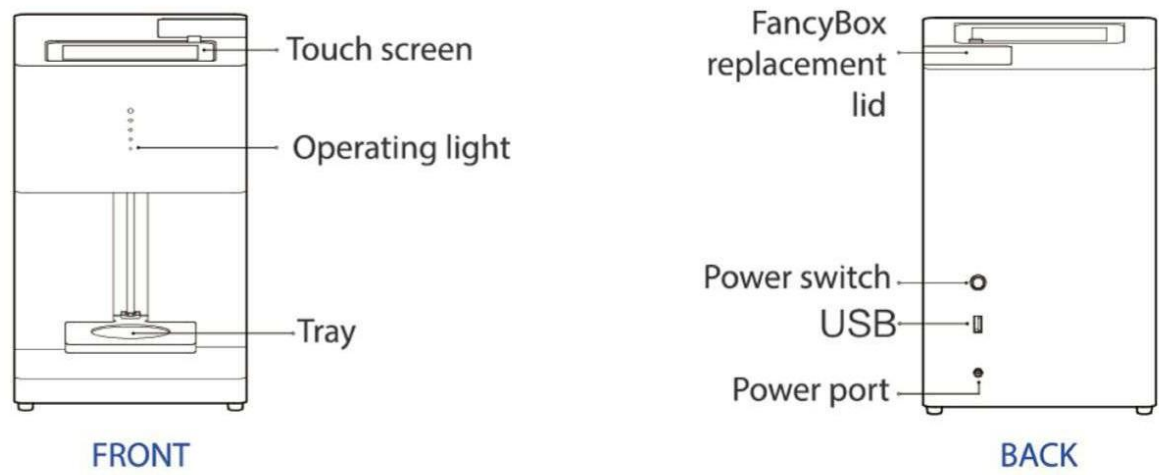 Touch screen
Operating light
Tray
FRONT
FancyBox
replacement
lid
Power switch
USB
Power port
BACK